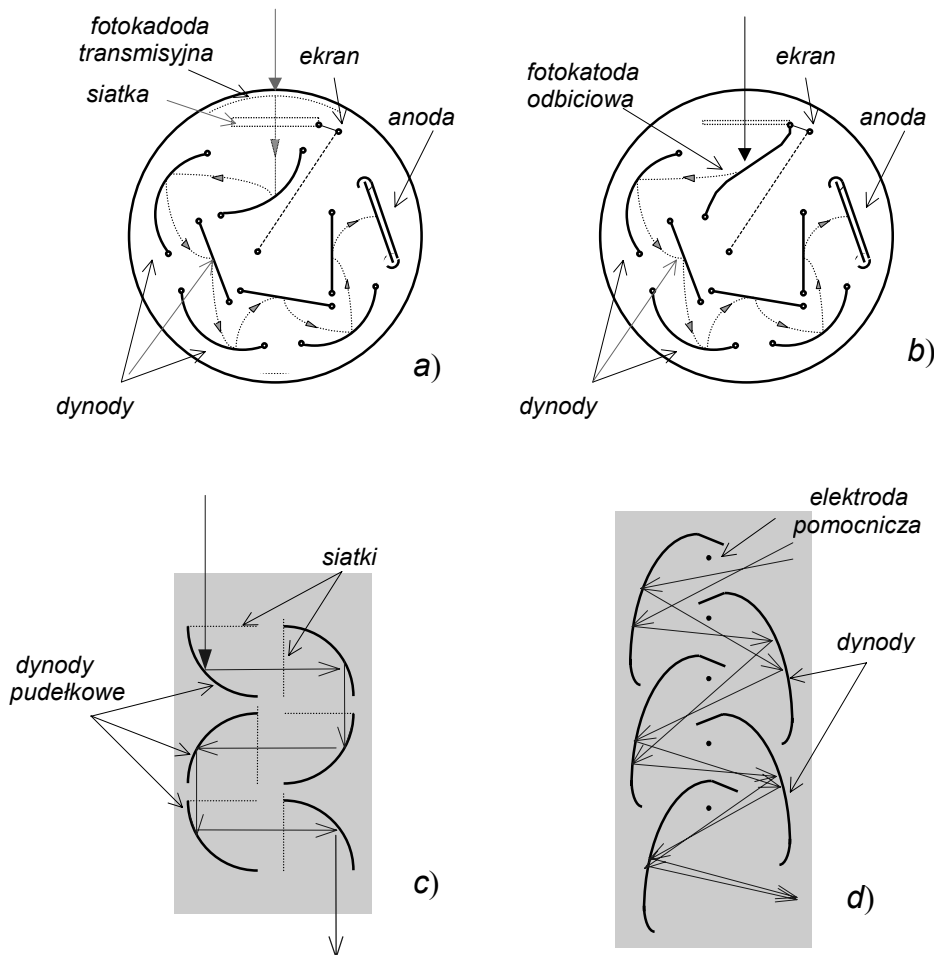 fotokadoda
transmisyjna
siatka
ekran
anoda
dynody
a)
fotokatoda
odbiciowa
ekran
anoda
dynody
b)
siatki
dynody
pudełkowe
c)
elektroda
pomocnicza
dynody
d)